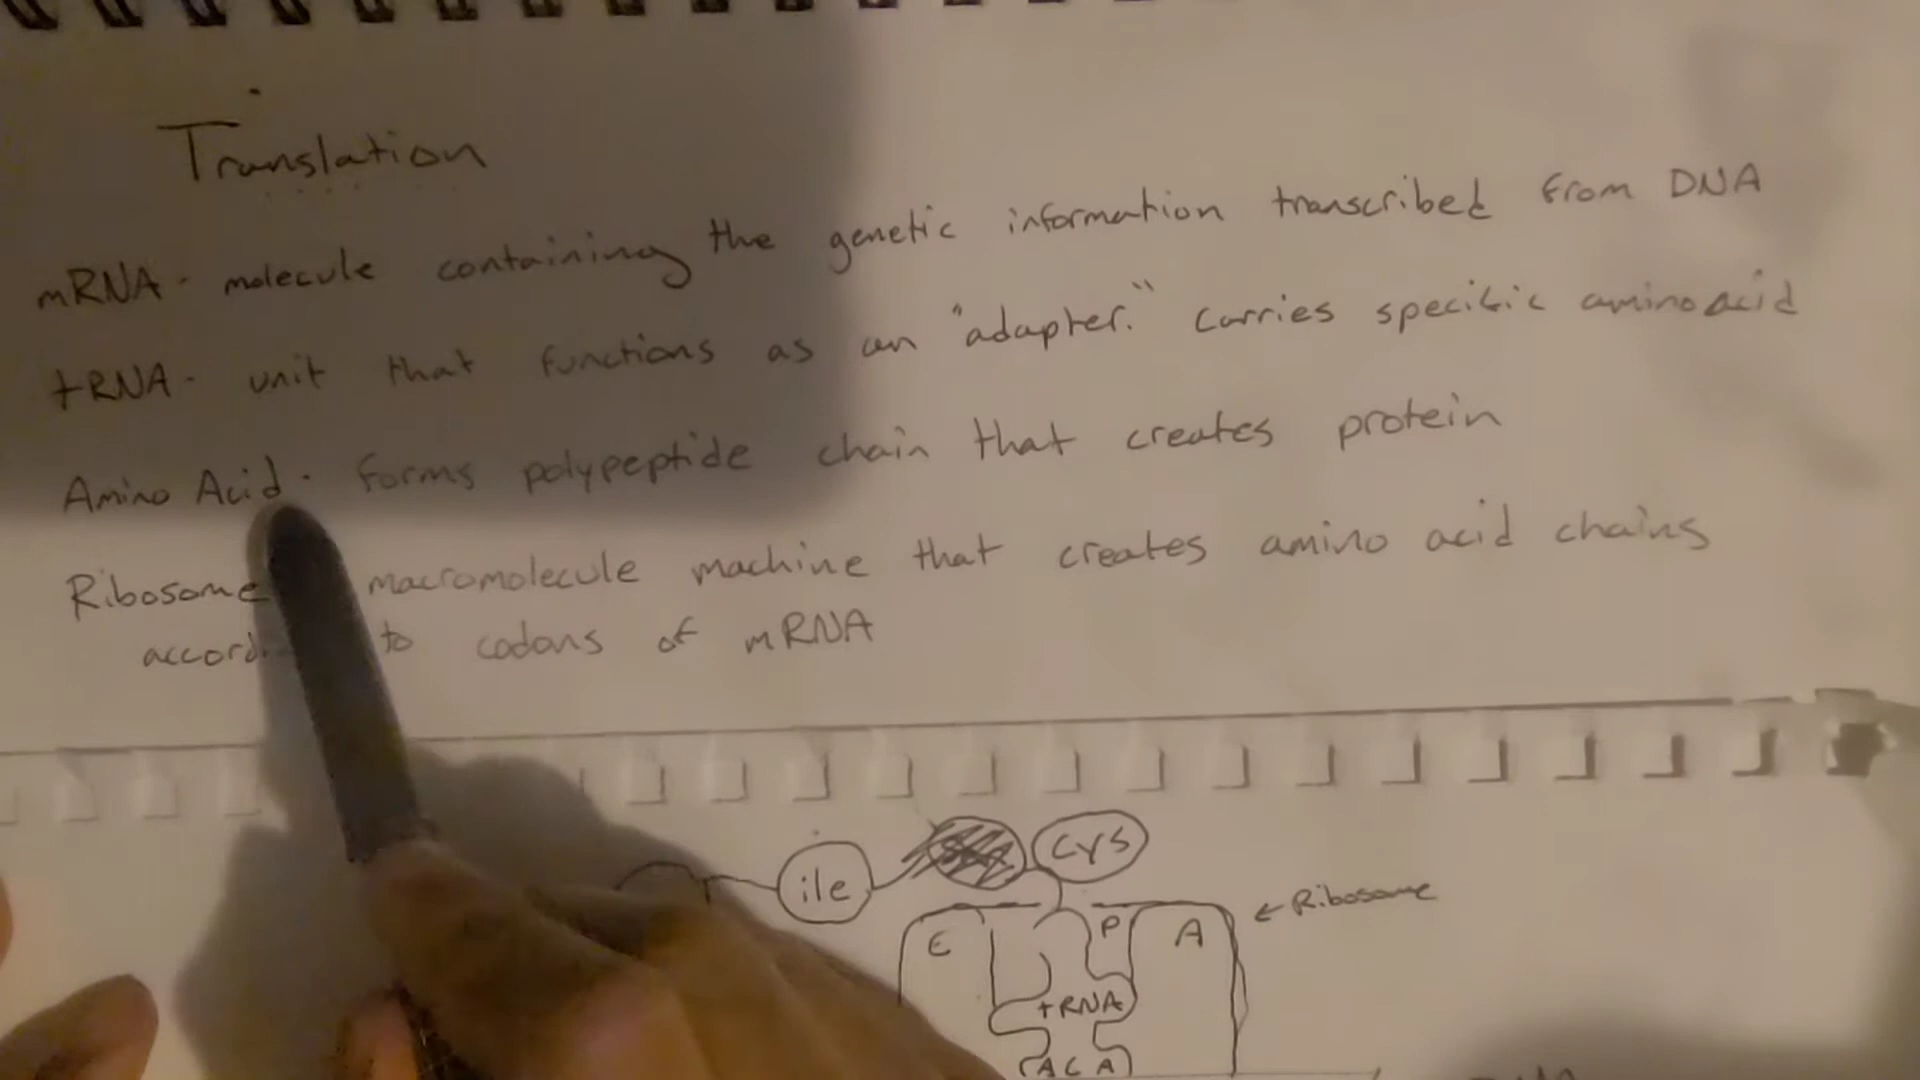 Translation
mRNA - molecule containing the genetic information transcribed from DNA
tRNA - unit that functions as an "adapter." carries specific amino acid
Amino Acid - forms polypeptide chain that creates protein
Ribosome macromolecule machine that creates amino acid chains
to codons of mRNA
ile
cys
E P A
← Ribosome
tRNA
ACA